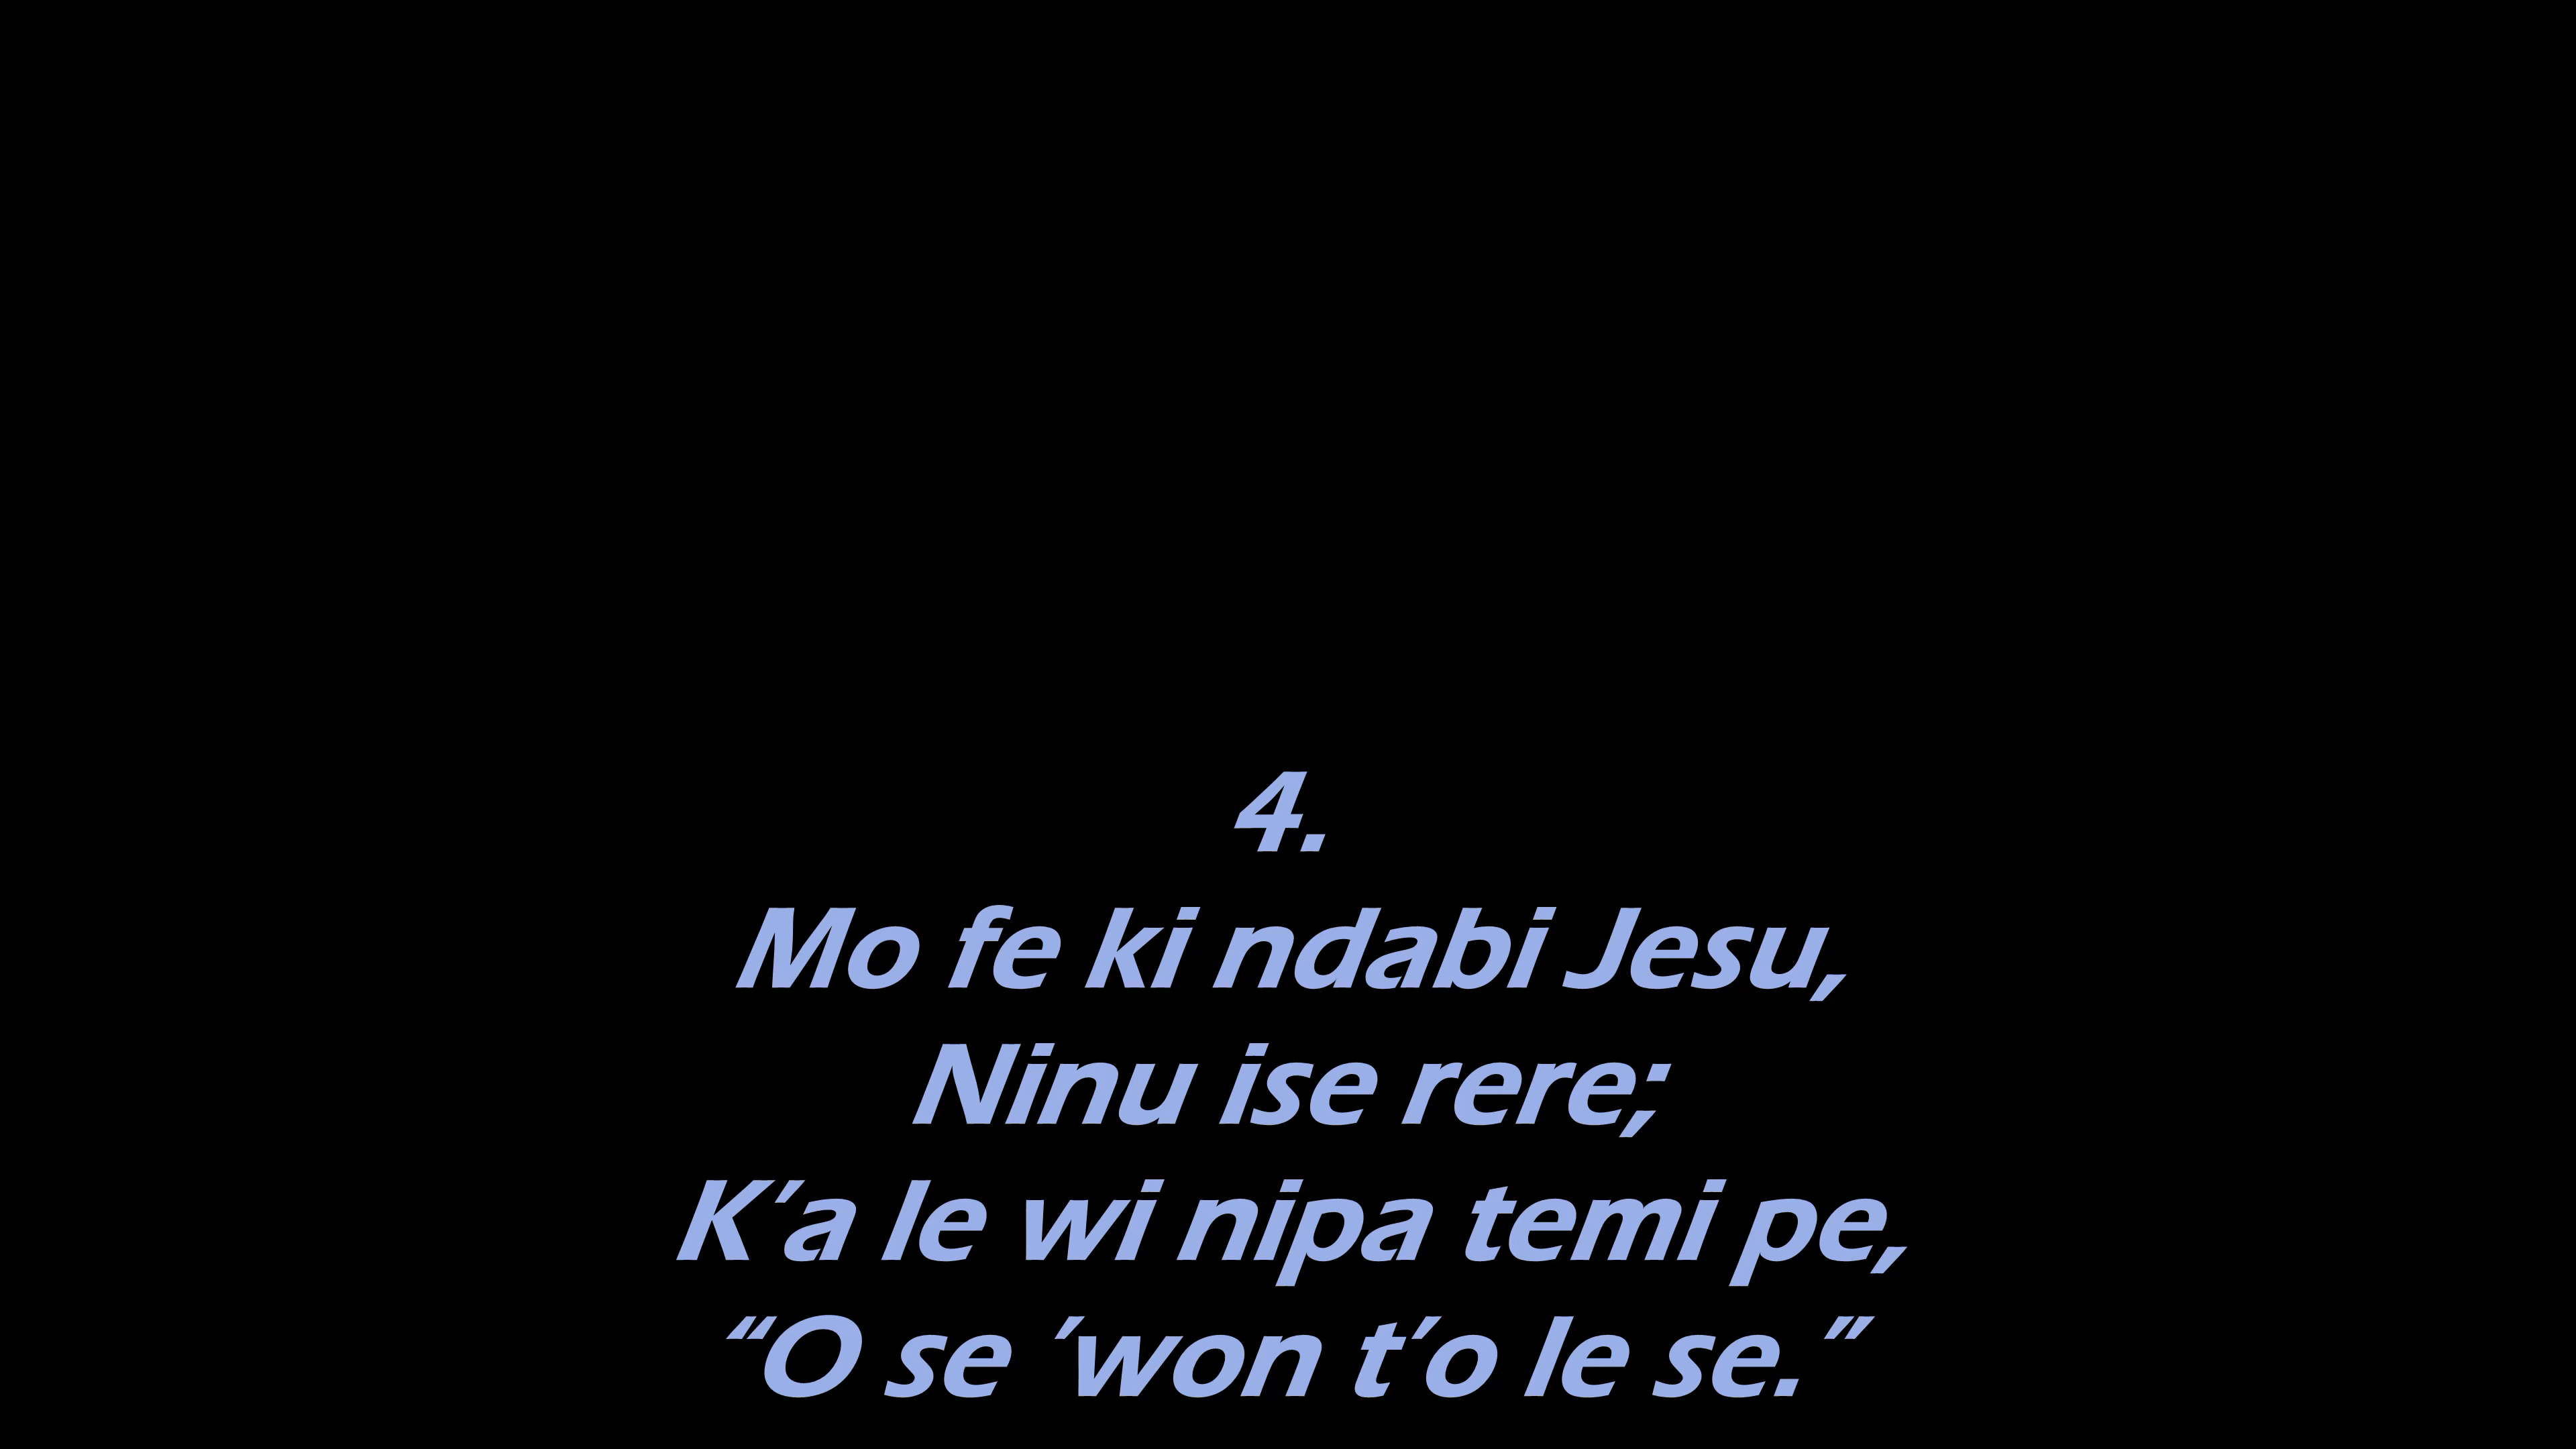 4.
Mo fe ki ndabi Jesu,
Ninu ise rere;
K’a le wi nipa temi pe,
“O se ’won t’o le se.”